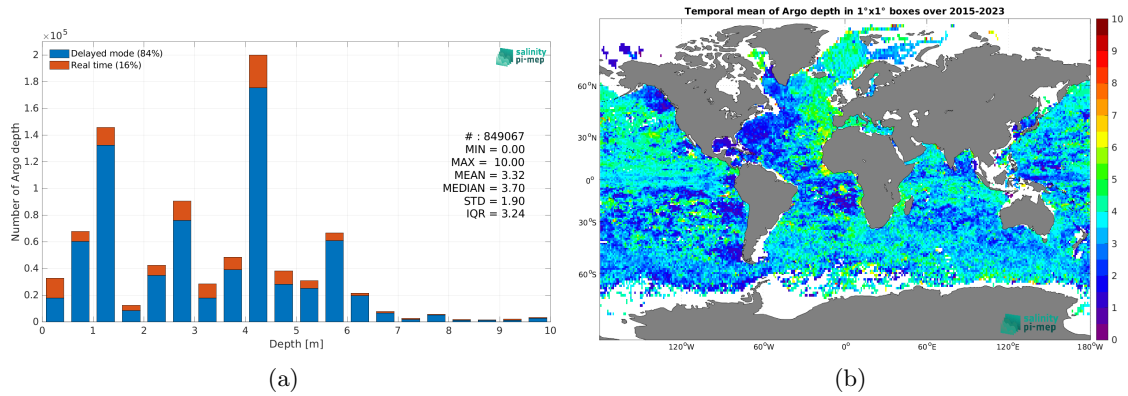 ×10⁵
2
1.8
1.6
1.4
1.2
1
0.8
0.6
0.4
0.2
0
Number of Argo depth
Delayed mode (84%)
Real time (16%)
salinity
pi-mep
# : 849067
MIN = 0.00
MAX = 10.00
MEAN = 3.32
MEDIAN = 3.70
STD = 1.90
IQR = 3.24
0 1 2 3 4 5 6 7 8 9 10
Depth [m]
(a)
Temporal mean of Argo depth in 1°x1° boxes over 2015-2023
60°N
30°N
0°
30°S
60°S
120°W 60°W 0° 60°E 120°E 180°W
salinity
pi-mep
10
9
8
7
6
5
4
3
2
1
0
(b)